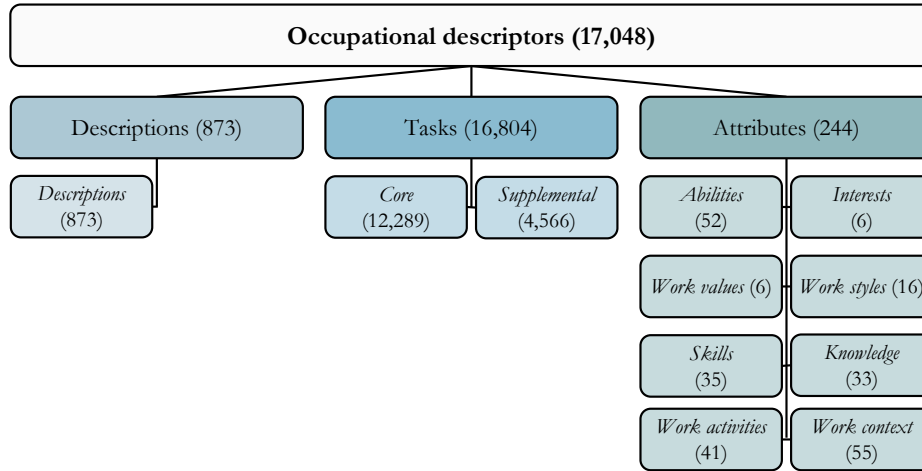 Occupational descriptors (17,048)
Descriptions (873)
Tasks (16,804)
Attributes (244)
Descriptions
(873)
Core
(12,289)
Supplemental
(4,566)
Abilities
(52)
Interests
(6)
Work values (6)
Work styles (16)
Skills
(35)
Knowledge
(33)
Work activities
(41)
Work context
(55)